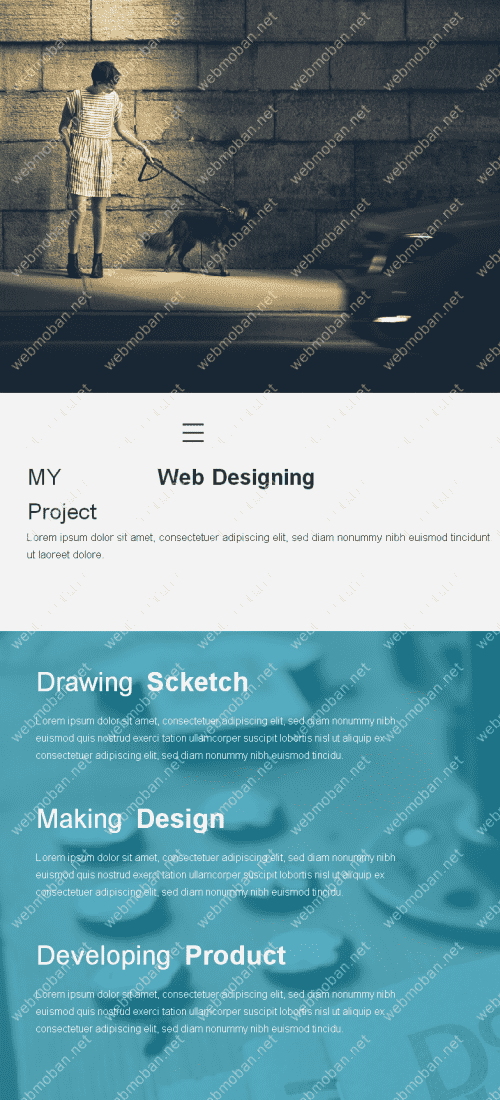 MY Web Designing
Project
Lorem ipsum dolor sit amet, consectetuer adipiscing elit, sed diam nonummy nibh euismod tincidunt
ut laoreet dolore.
Drawing Scketch
Lorem ipsum dolor sit amet, consectetuer adipiscing elit, sed diam nonummy nibh
euismod quis nostrud exerci tation ullamcorper suscipit lobortis nisl ut aliquip ex
consectetuer adipiscing elit, sed diam nonummy nibh euismod tincidu.
Making Design
Lorem ipsum dolor sit amet, consectetuer adipiscing elit, sed diam nonummy nibh
euismod quis nostrud exerci tation ullamcorper suscipit lobortis nisl ut aliquip ex
consectetuer adipiscing elit, sed diam nonummy nibh euismod tincidu.
Developing Product
Lorem ipsum dolor sit amet, consectetuer adipiscing elit, sed diam nonummy nibh
euismod quis nostrud exerci tation ullamcorper suscipit lobortis nisl ut aliquip ex
consectetuer adipiscing elit, sed diam nonummy nibh euismod tincidu.
webmoban.net